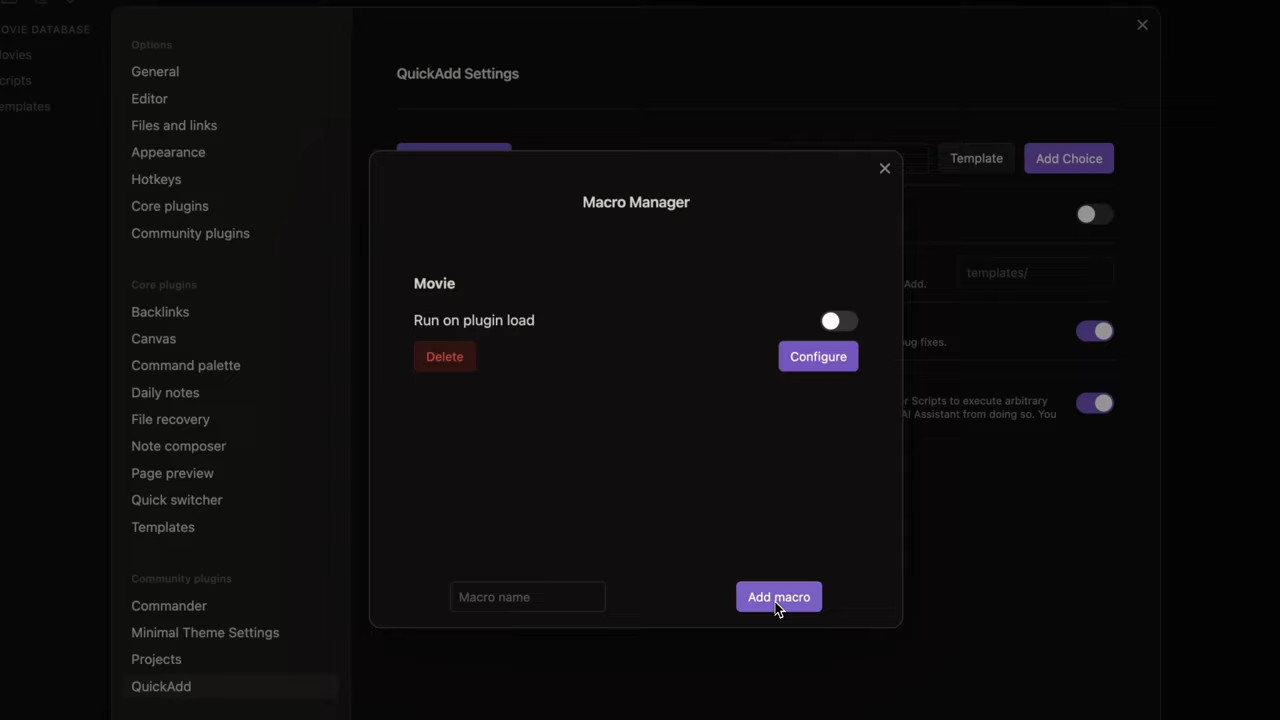 OVIE DATABASE
ovies
cripts
emplates
Options
General
Editor
Files and links
Appearance
Hotkeys
Core plugins
Community plugins
Core plugins
Backlinks
Canvas
Command palette
Daily notes
File recovery
Note composer
Page preview
Quick switcher
Templates
Community plugins
Commander
Minimal Theme Settings
Projects
QuickAdd
QuickAdd Settings
Template
Add Choice
templates/
Add.
ug fixes.
r Scripts to execute arbitrary
AI Assistant from doing so. You
Macro Manager
Movie
Run on plugin load
Delete
Configure
Macro name
Add macro